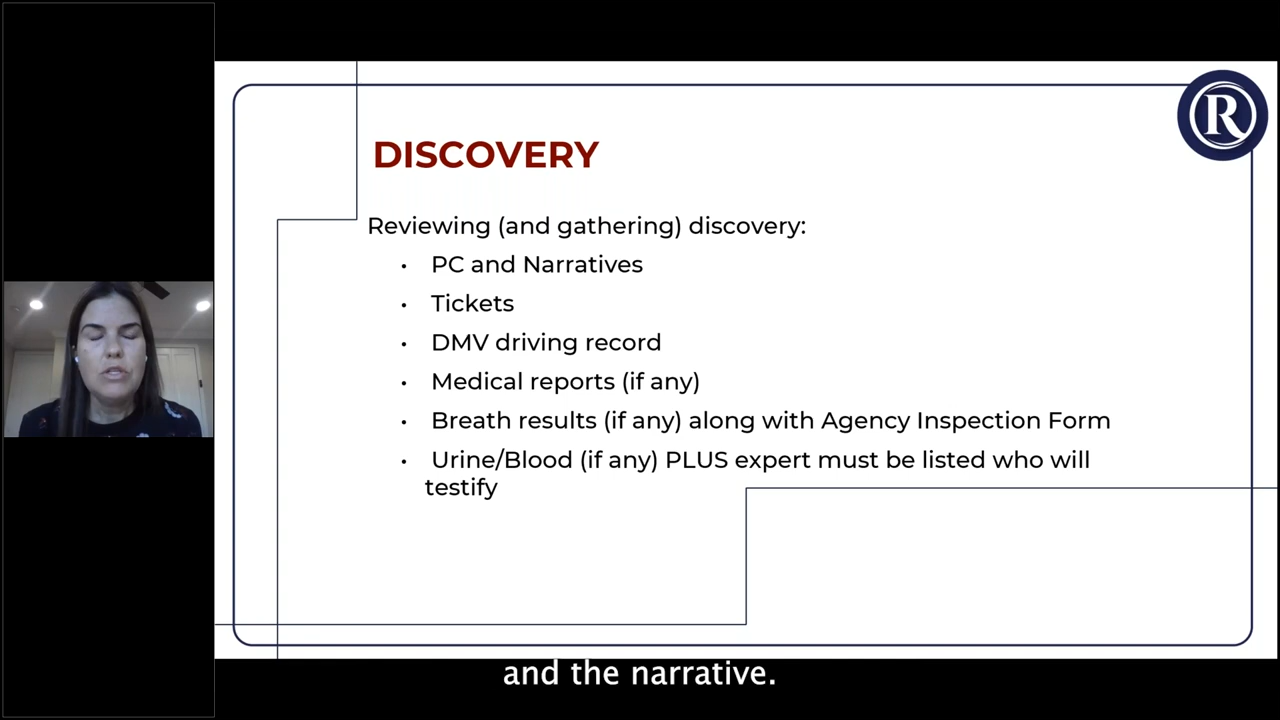 R
DISCOVERY
Reviewing (and gathering) discovery:
• PC and Narratives
• Tickets
• DMV driving record
• Medical reports (if any)
• Breath results (if any) along with Agency Inspection Form
• Urine/Blood (if any) PLUS expert must be listed who will
testify
and the narrative.